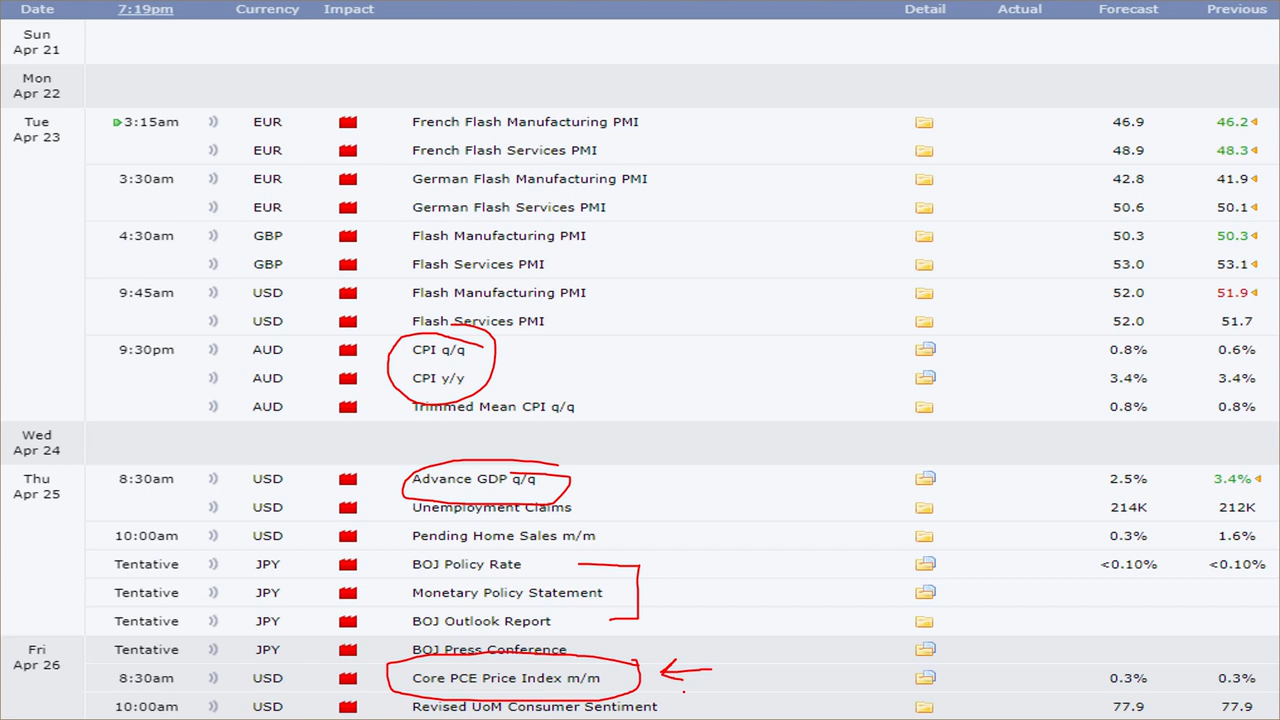 Date 7:19pm Currency Impact Detail Actual Forecast Previous
Sun
Apr 21
Mon
Apr 22
Tue
Apr 23
3:15am EUR French Flash Manufacturing PMI 46.9 46.2
EUR French Flash Services PMI 48.9 48.3
3:30am EUR German Flash Manufacturing PMI 42.8 41.9
EUR German Flash Services PMI 50.6 50.1
4:30am GBP Flash Manufacturing PMI 50.3 50.3
GBP Flash Services PMI 53.0 53.1
9:45am USD Flash Manufacturing PMI 52.0 51.9
USD Flash Services PMI 52.0 51.7
9:30pm AUD CPI q/q 0.8% 0.6%
AUD CPI y/y 3.4% 3.4%
AUD Trimmed Mean CPI q/q 0.8% 0.8%
Wed
Apr 24
Thu
Apr 25
8:30am USD Advance GDP q/q 2.5% 3.4%
USD Unemployment Claims 214K 212K
10:00am USD Pending Home Sales m/m 0.3% 1.6%
Tentative JPY BOJ Policy Rate <0.10% <0.10%
Tentative JPY Monetary Policy Statement
Tentative JPY BOJ Outlook Report
Fri
Apr 26
Tentative JPY BOJ Press Conference
8:30am USD Core PCE Price Index m/m 0.3% 0.3%
10:00am USD Revised UoM Consumer Sentiment 77.9 77.9